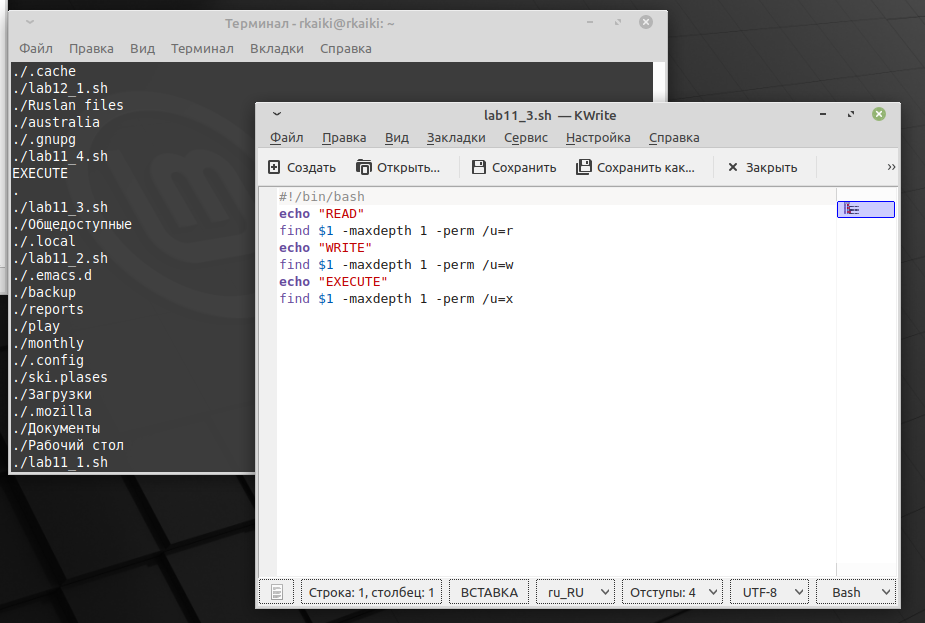 Терминал - rkaiki@rkaiki: ~
Файл Правка Вид Терминал Вкладки Справка
./.cache
./lab12_1.sh
./Ruslan files
./australia
./.gnupg
./lab11_4.sh
EXECUTE
.
./lab11_3.sh
./Общедоступные
./.local
./lab11_2.sh
./.emacs.d
./backup
./reports
./play
./monthly
./.config
./ski.plases
./Загрузки
./.mozilla
./Документы
./Рабочий стол
./lab11_1.sh
lab11_3.sh — KWrite
Файл Правка Вид Закладки Сервис Настройка Справка
Создать Открыть... Сохранить Сохранить как... Закрыть »
#!/bin/bash
echo "READ"
find $1 -maxdepth 1 -perm /u=r
echo "WRITE"
find $1 -maxdepth 1 -perm /u=w
echo "EXECUTE"
find $1 -maxdepth 1 -perm /u=x
Строка: 1, столбец: 1 ВСТАВКА ru_RU Отступы: 4 UTF-8 Bash